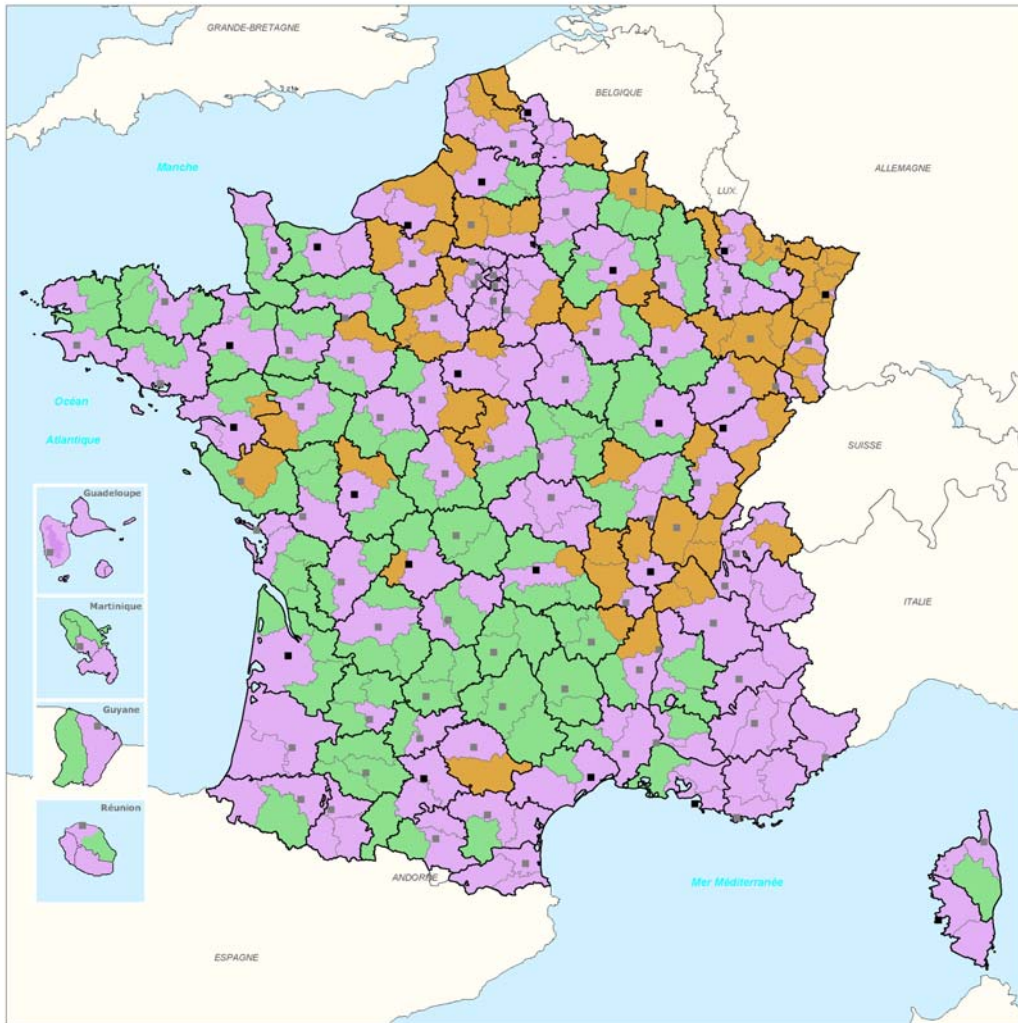 GRANDE-BRETAGNE
BELGIQUE
Manche
ALLEMAGNE
LUX.
Océan
Atlantique
SUISSE
Guadeloupe
Martinique
ITALIE
Guyane
Réunion
ANDORRE
Mer Méditerranée
ESPAGNE